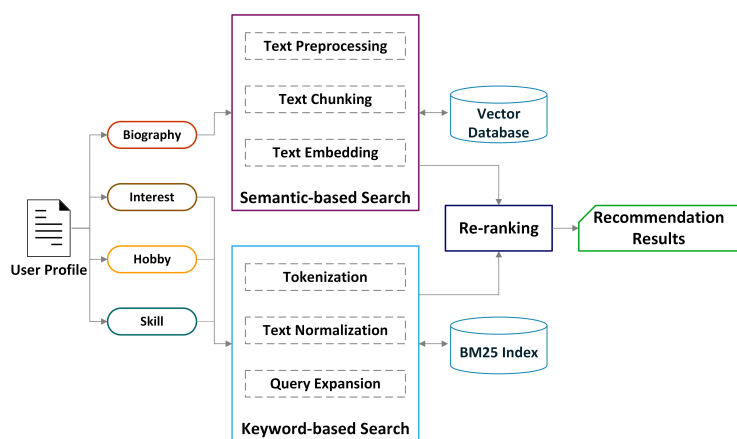 User Profile
Biography
Interest
Hobby
Skill
Text Preprocessing
Text Chunking
Text Embedding
Semantic-based Search
Vector
Database
Tokenization
Text Normalization
Query Expansion
Keyword-based Search
BM25 Index
Re-ranking
Recommendation
Results